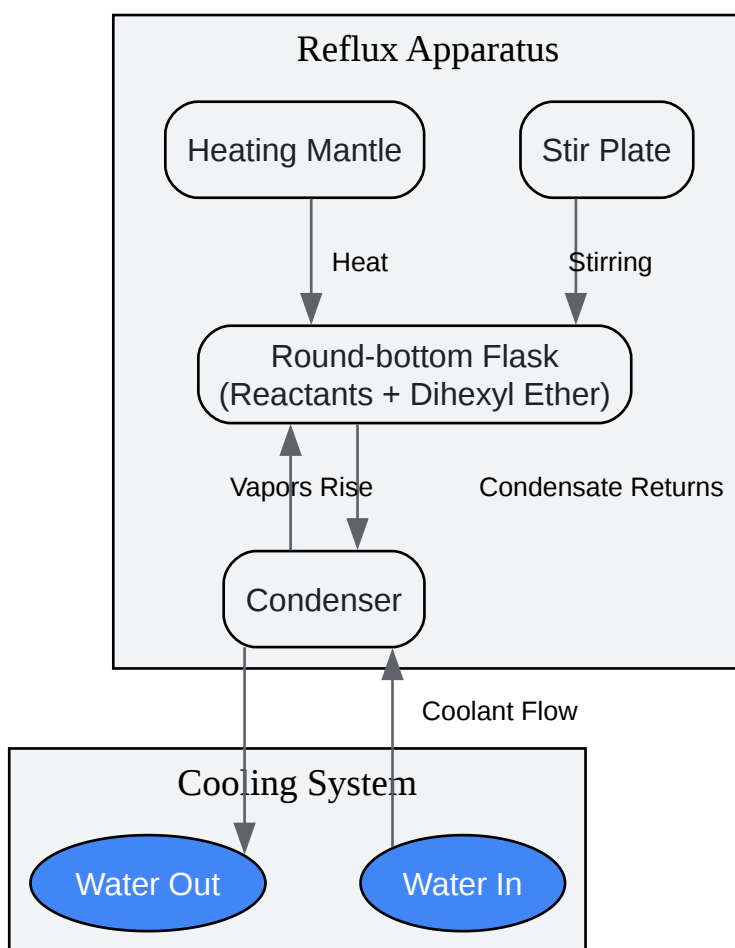 Reflux Apparatus
Heating Mantle
Stir Plate
Heat
Stirring
Round-bottom Flask
(Reactants + Dihexyl Ether)
Vapors Rise
Condensate Returns
Condenser
Coolant Flow
Cooling System
Water Out
Water In